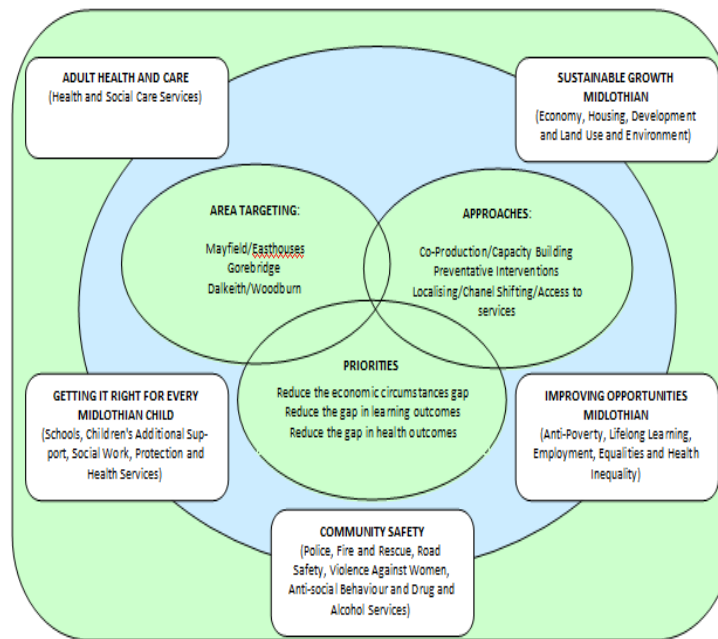 ADULT HEALTH AND CARE
(Health and Social Care Services)
SUSTAINABLE GROWTH
MIDLOTHIAN
(Economy, Housing, Development
and Land Use and Environment)
AREA TARGETING:
Mayfield/Easthouses
Gorebridge
Dalkeith/Woodburn
APPROACHES:
Co-Production/Capacity Building
Preventative Interventions
Localising/Chanel Shifting/Access to
services
PRIORITIES
Reduce the economic circumstances gap
Reduce the gap in learning outcomes
Reduce the gap in health outcomes
GETTING IT RIGHT FOR EVERY
MIDLOTHIAN CHILD
(Schools, Children's Additional Sup-
port, Social Work, Protection and
Health Services)
IMPROVING OPPORTUNITIES
MIDLOTHIAN
(Anti-Poverty, Lifelong Learning,
Employment, Equalities and Health
Inequality)
COMMUNITY SAFETY
(Police, Fire and Rescue, Road
Safety, Violence Against Women,
Anti-social Behaviour and Drug and
Alcohol Services)